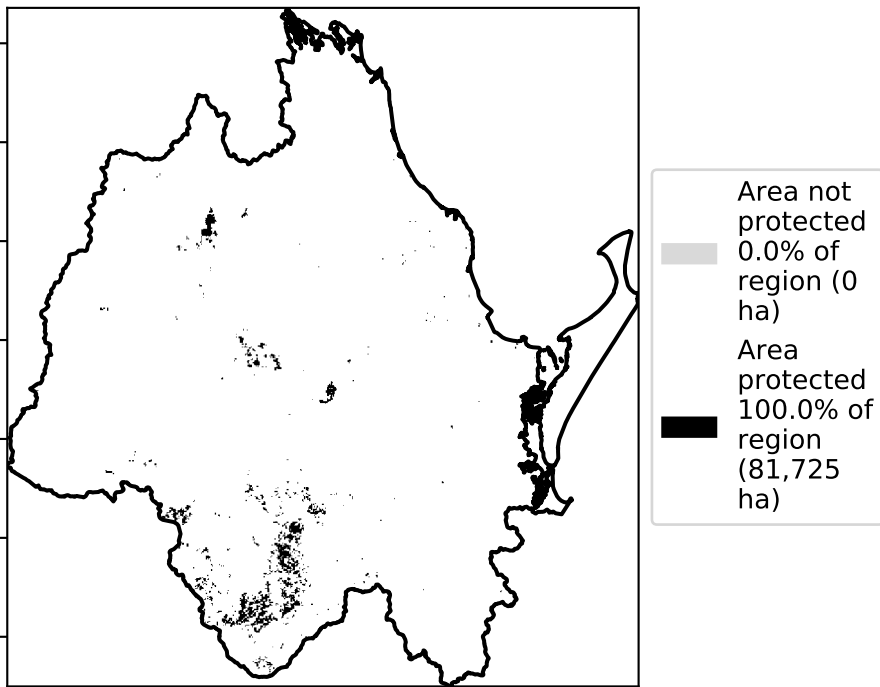 Area not
protected
0.0% of
region (0
ha)
Area
protected
100.0% of
region
(81,725
ha)